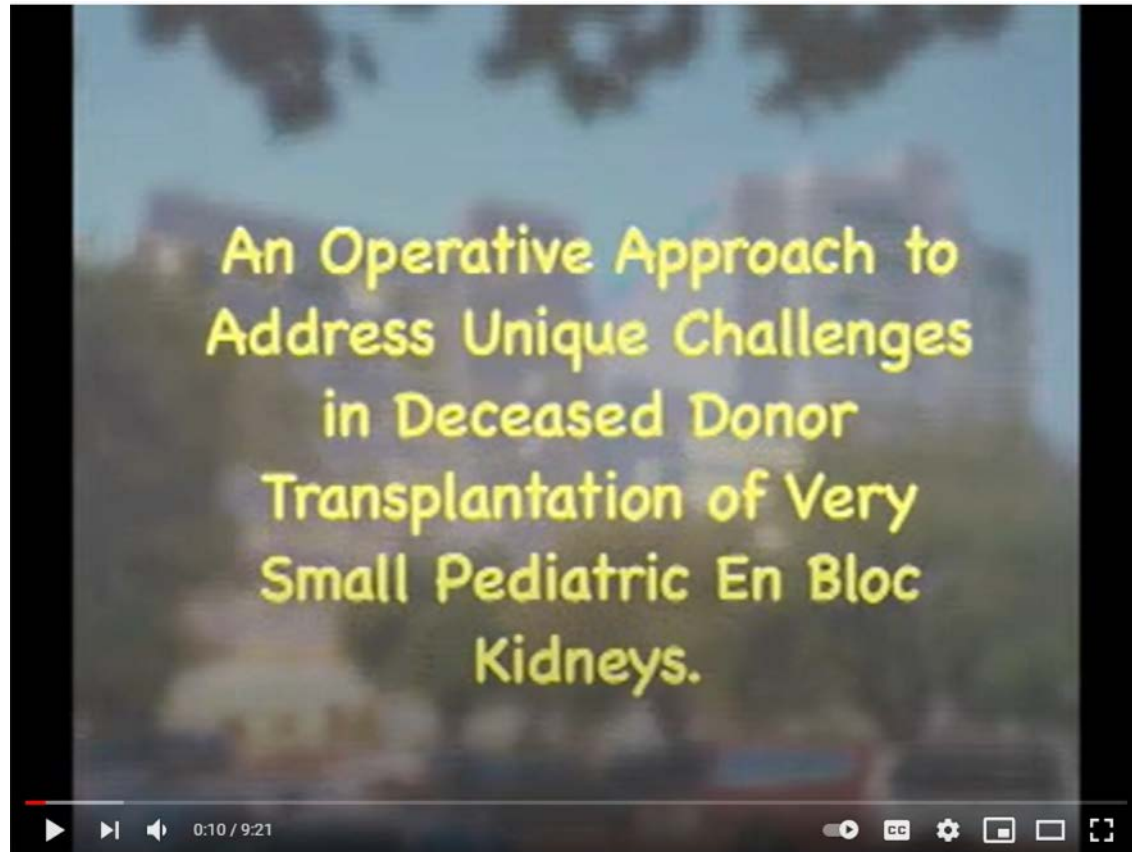 An Operative Approach to
Address Unique Challenges
in Deceased Donor
Transplantation of Very
Small Pediatric En Bloc
Kidneys.
0:10 / 9:21
CC